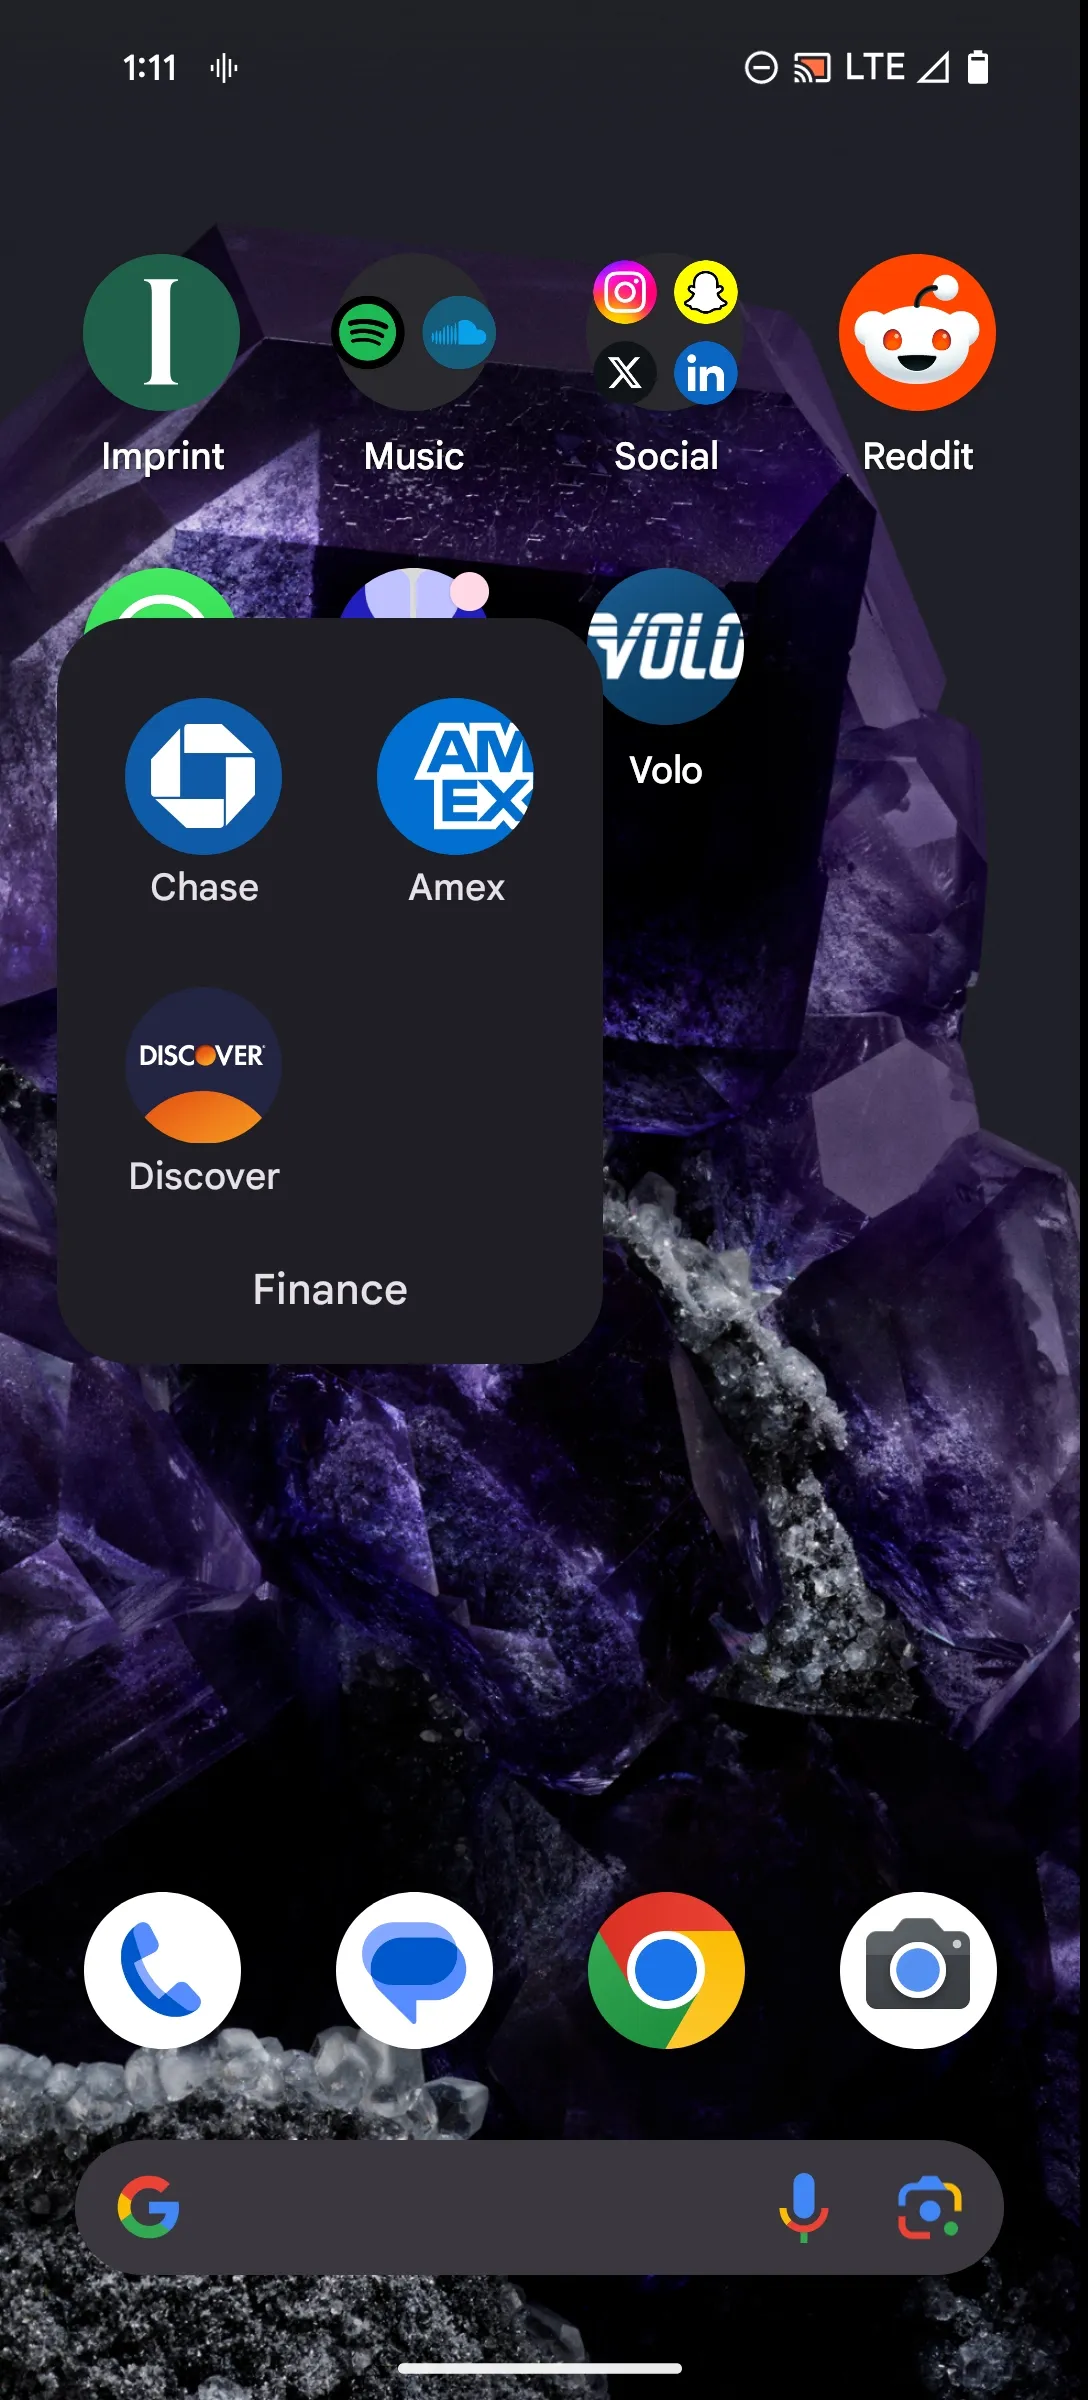 1:11 LTE
Imprint Music Social Reddit
VOLO
Volo
AM
EX
Chase Amex
DISCOVER
Discover
Finance